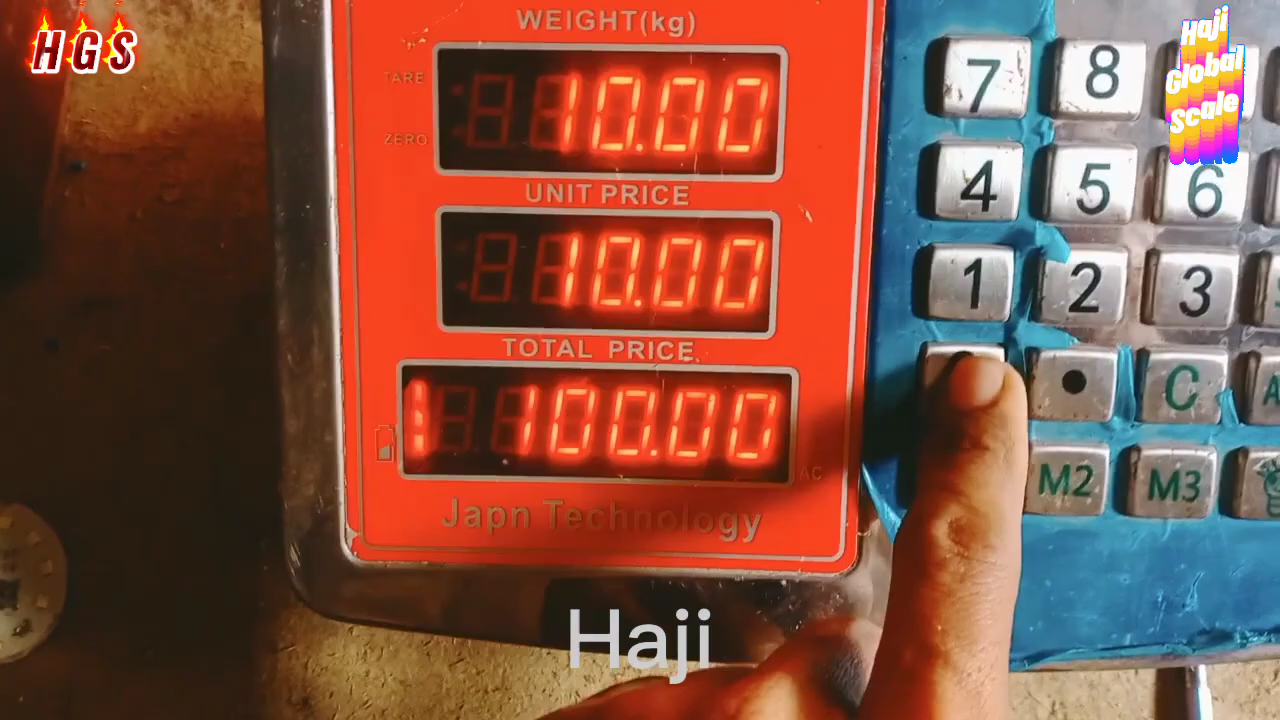 HGS
Haji
Global
Scale
WEIGHT(kg)
TARE
ZERO
10.00
UNIT PRICE
10.00
TOTAL PRICE
100.00
AC
Japn Technology
7
8
4
5
6
1
2
3
C
M2
M3
Haji